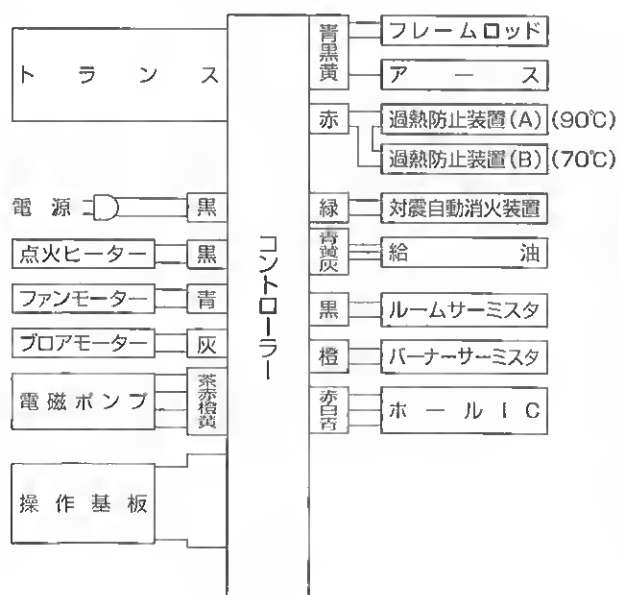 トランス
電源
黒
点火ヒーター
黒
ファンモーター
青
ブロアモーター
灰
電磁ポンプ
茶赤橙黄
操作基板
コントローラー
青黒黄
フレームロッド
アース
赤
過熱防止装置(A)(90℃)
過熱防止装置(B)(70℃)
緑
対震自動消火装置
青黄灰
給油
黒
ルームサーミスタ
橙
バーナーサーミスタ
赤白青
ホールIC